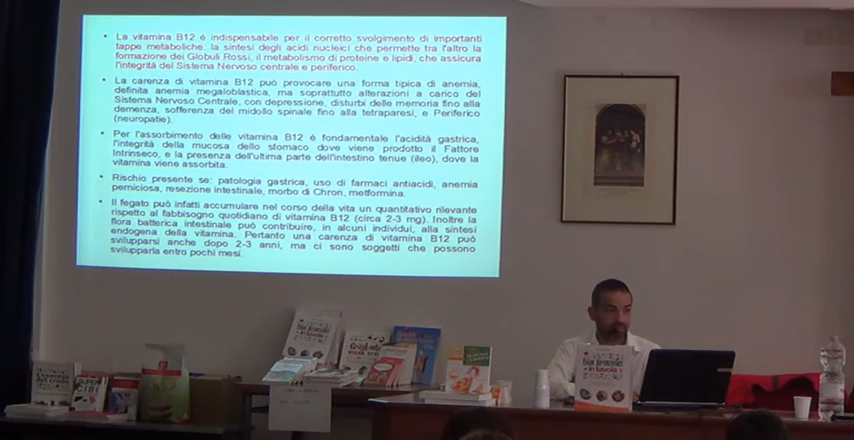 • La vitamina B12 è indispensabile per il corretto svolgimento di importanti
tappe metaboliche: la sintesi degli acidi nucleici che permette tra l'altro la
formazione dei Globuli Rossi, il metabolismo di proteine e lipidi, che assicura
l'integrità del Sistema Nervoso centrale e periferico.
• La carenza di vitamina B12 può provocare una forma tipica di anemia,
definita anemia megaloblastica, ma soprattutto alterazioni a carico del
Sistema Nervoso Centrale, con depressione, disturbi delle memoria fino alla
demenza, sofferenza del midollo spinale fino alla tetraparesi, e Periferico
(neuropatie).
• Per l'assorbimento delle vitamina B12 è fondamentale l'acidità gastrica,
l'integrità della mucosa dello stomaco dove viene prodotto il Fattore
Intrinseco, e la presenza dell'ultima parte dell'intestino tenue (ileo), dove la
vitamina viene assorbita.
• Rischio presente se: patologia gastrica, uso di farmaci antiacidi, anemia
perniciosa, resezione intestinale, morbo di Chron, metformina.
• Il fegato può infatti accumulare nel corso della vita un quantitativo rilevante
rispetto al fabbisogno quotidiano di vitamina B12 (circa 2-3 mg). Inoltre la
flora batterica intestinale può contribuire, in alcuni individui, alla sintesi
endogena della vitamina. Pertanto una carenza di vitamina B12 può
svilupparsi anche dopo 2-3 anni, ma ci sono soggetti che possono
svilupparla entro pochi mesi.
in tavola
SUPER
CIBI
in tavola